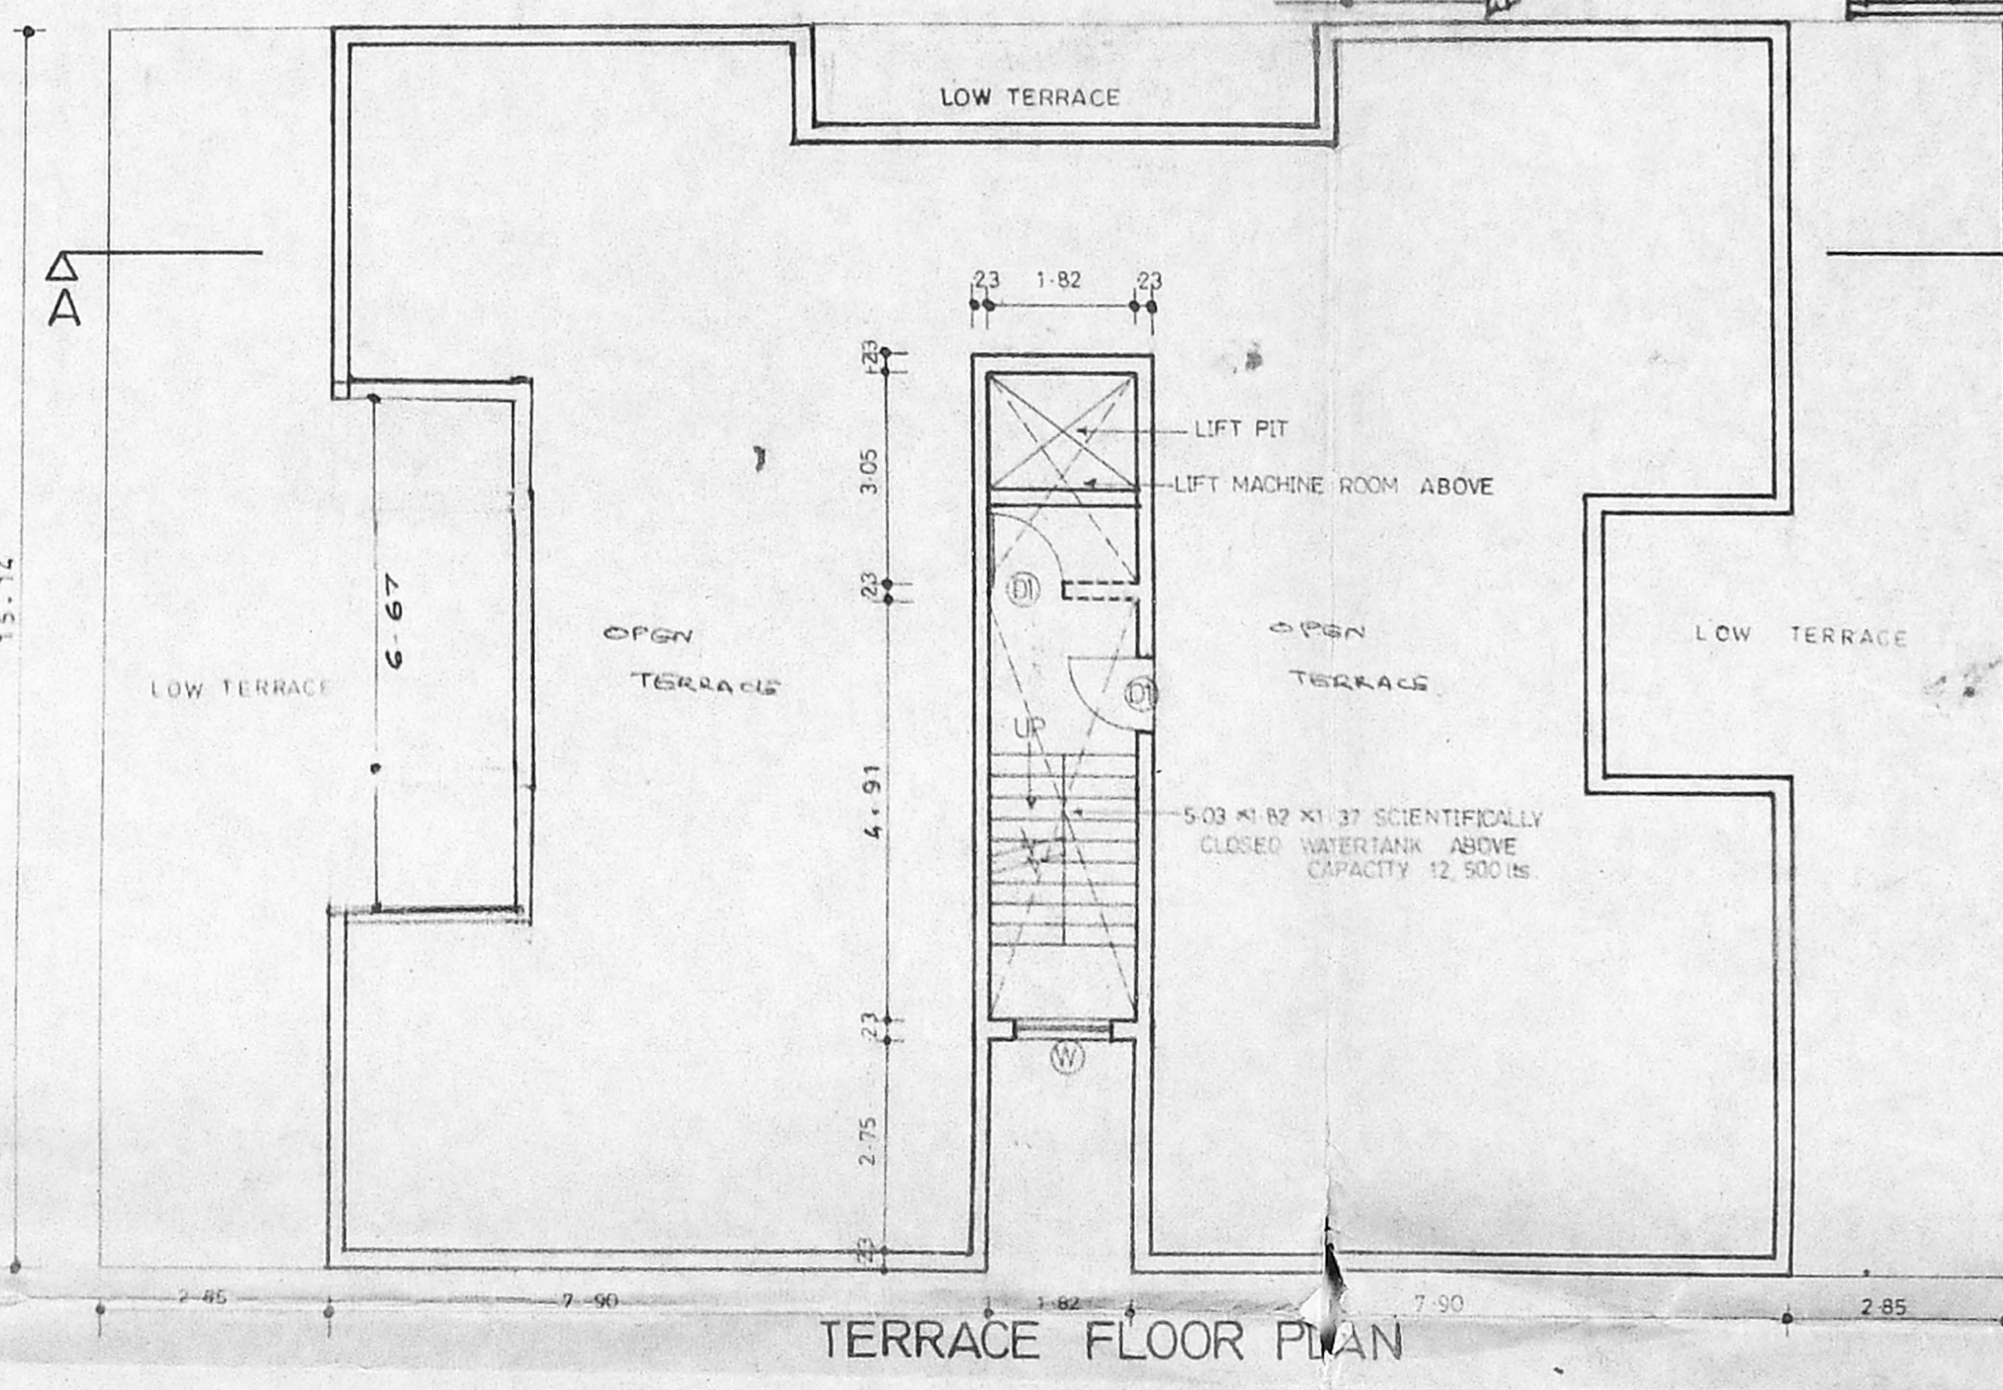 LOW TERRACE
A
23 1·82 23
23
LIFT PIT
3·05
LIFT MACHINE ROOM ABOVE
15.14
6-67
23
D1
OPEN
TERRACE
OPEN
TERRACE
LOW TERRACE
LOW TERRACE
D1
UP
4.91
5·03 ×1·82 ×1·37 SCIENTIFICALLY
CLOSED WATERTANK ABOVE
CAPACITY 12,500 lts.
23
W
2·75
23
2·85 7·90 1·82 7·90 2·85
TERRACE FLOOR PLAN